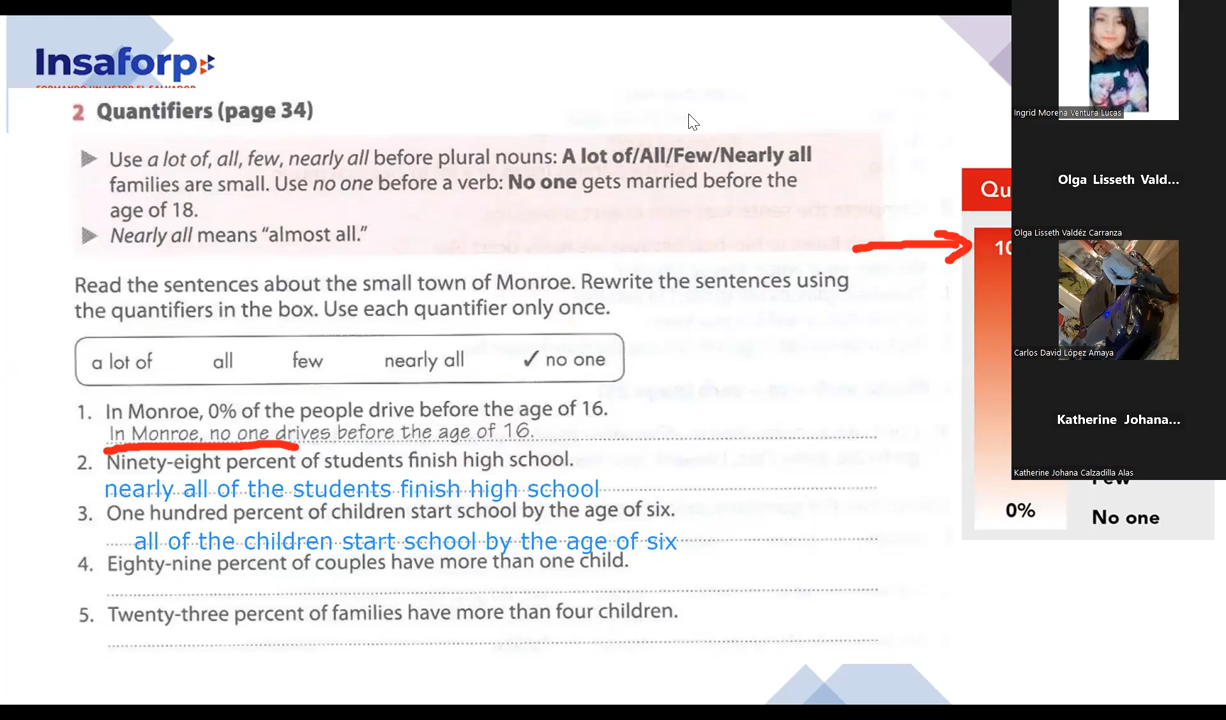 Insaforp
2 Quantifiers (page 34)
Use a lot of, all, few, nearly all before plural nouns: A lot of/All/Few/Nearly all
families are small. Use no one before a verb: No one gets married before the
age of 18.
Nearly all means “almost all.”
Read the sentences about the small town of Monroe. Rewrite the sentences using
the quantifiers in the box. Use each quantifier only once.
a lot of all few nearly all ✓ no one
1. In Monroe, 0% of the people drive before the age of 16.
In Monroe, no one drives before the age of 16.
2. Ninety-eight percent of students finish high school.
nearly all of the students finish high school
3. One hundred percent of children start school by the age of six.
all of the children start school by the age of six
4. Eighty-nine percent of couples have more than one child.
5. Twenty-three percent of families have more than four children.
Qu
10
Few
0% No one
Ingrid Morena Ventura Lucas
Olga Lisseth Vald...
Olga Lisseth Valdéz Carranza
Carlos David López Amaya
Katherine Johana...
Katherine Johana Calzadilla Alas